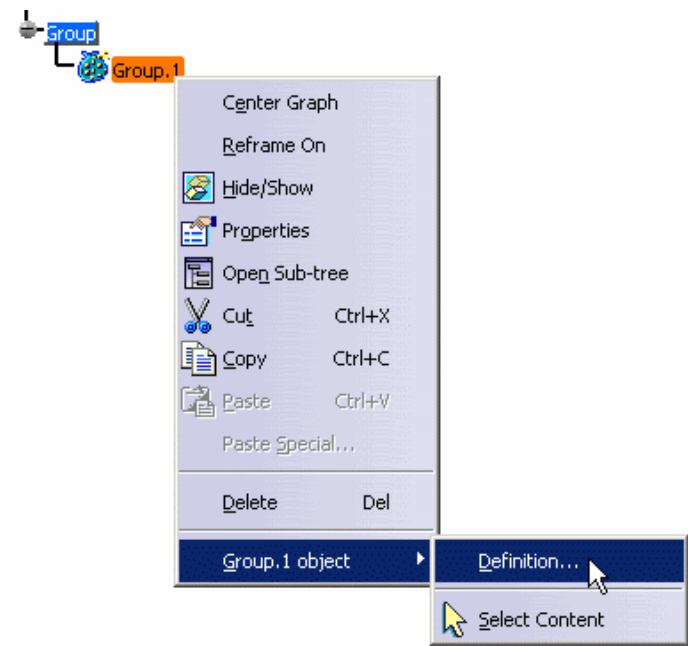 Group
Group.1
Center Graph
Reframe On
Hide/Show
Properties
Open Sub-tree
Cut Ctrl+X
Copy Ctrl+C
Paste Ctrl+V
Paste Special...
Delete Del
Group.1 object Definition...
Select Content